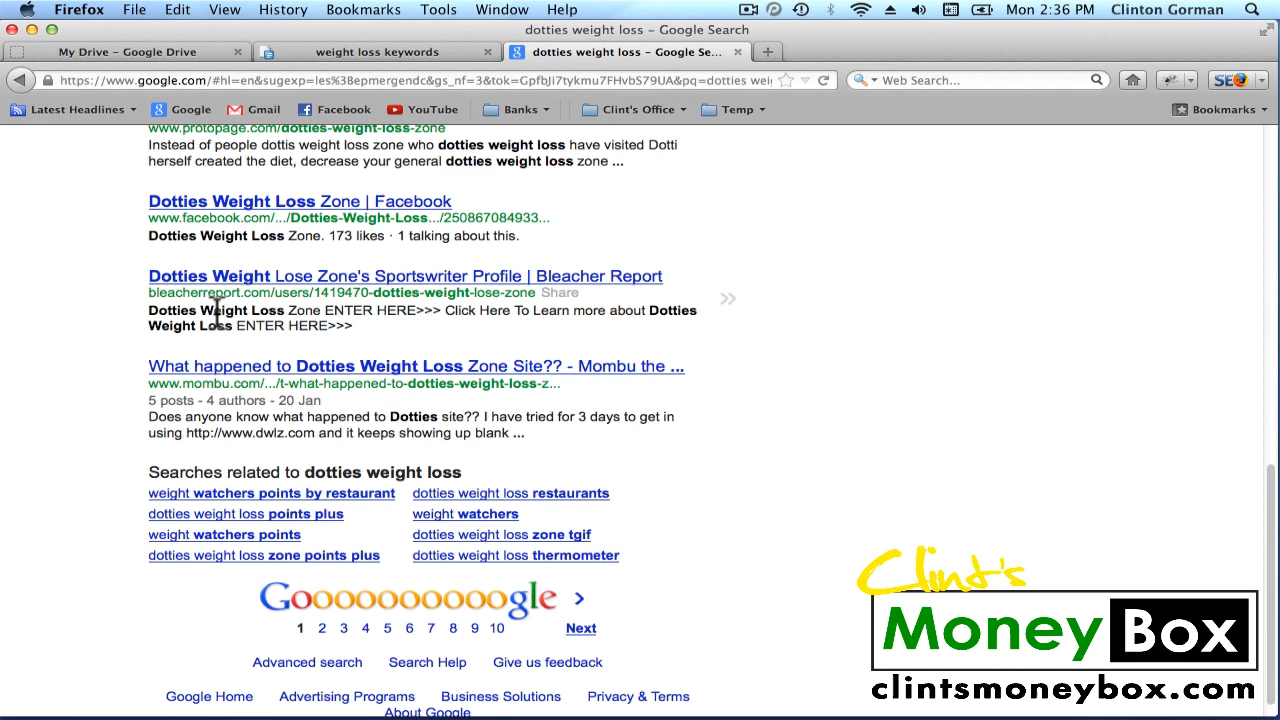 Firefox File Edit View History Bookmarks Tools Window Help Mon 2:36 PM Clinton Gorman
dotties weight loss – Google Search
My Drive – Google Drive weight loss keywords dotties weight loss – Google Se...
https://www.google.com/#hl=en&sugexp=les%3Bepmergendc&gs_nf=3&tok=GpfbJi7tykmu7FHvbS79UA&pq=dotties wei Web Search... SEO
Latest Headlines Google Gmail Facebook YouTube Banks Clint's Office Temp Bookmarks
www.protopage.com/dotties-weight-loss-zone
Instead of people dottis weight loss zone who dotties weight loss have visited Dotti
herself created the diet, decrease your general dotties weight loss zone ...
Dotties Weight Loss Zone | Facebook
www.facebook.com/.../Dotties-Weight-Loss.../250867084933...
Dotties Weight Loss Zone. 173 likes · 1 talking about this.
Dotties Weight Lose Zone's Sportswriter Profile | Bleacher Report
bleacherreport.com/users/1419470-dotties-weight-lose-zone Share
Dotties Weight Loss Zone ENTER HERE>>> Click Here To Learn more about Dotties
Weight Loss ENTER HERE>>>
What happened to Dotties Weight Loss Zone Site?? - Mombu the ...
www.mombu.com/.../t-what-happened-to-dotties-weight-loss-z...
5 posts - 4 authors - 20 Jan
Does anyone know what happened to Dotties site?? I have tried for 3 days to get in
using http://www.dwlz.com and it keeps showing up blank ...
Searches related to dotties weight loss
weight watchers points by restaurant dotties weight loss restaurants
dotties weight loss points plus weight watchers
weight watchers points dotties weight loss zone tgif
dotties weight loss zone points plus dotties weight loss thermometer
Goooooooooogle >
1 2 3 4 5 6 7 8 9 10 Next
Advanced search Search Help Give us feedback
Google Home Advertising Programs Business Solutions Privacy & Terms
About Google
Clint's
Money Box
clintsmoneybox.com